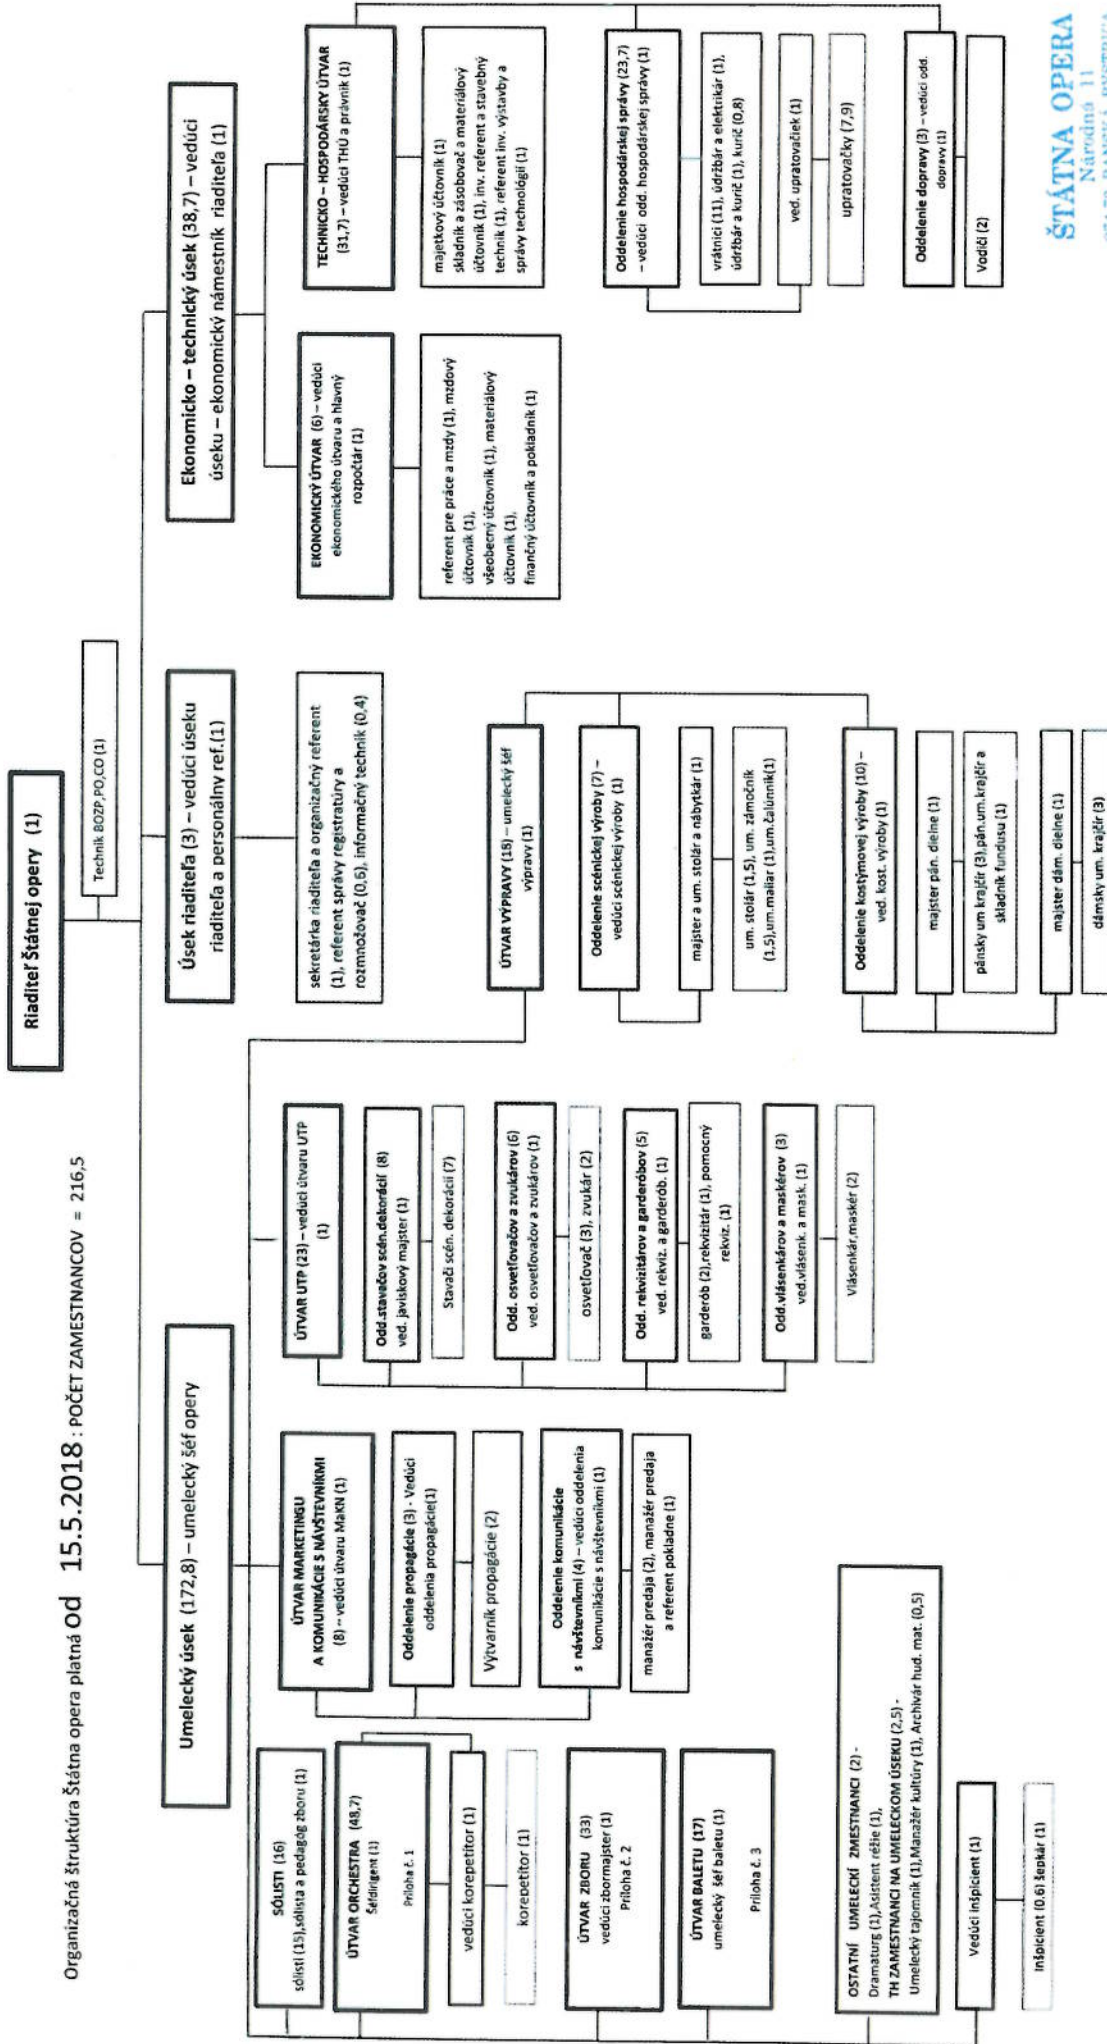 Organizačná štruktúra Štátna opera platná od 15.5.2018 : POČET ZAMESTNANCOV = 216,5
Riaditeľ Štátnej opery (1)
Technik BOZP,PO,CO (1)
Umelecký úsek (172,8) – umelecký šéf opery
Úsek riaditeľa (3) – vedúci úseku
riaditeľa a personálny ref.(1)
Ekonomicko – technický úsek (38,7) – vedúci
úseku – ekonomický námestník riaditeľa (1)
sekretárka riaditeľa a organizačný referent
(1), referent správy registratúry a
rozmnožovač (0,6), informačný technik (0,4)
SÓLISTI (16)
sólisti (15),sólista a pedagóg zboru (1)
ÚTVAR ORCHESTRA (48,7)
Šéfdirigent (1)
Príloha č. 1
vedúci korepetítor (1)
korepetítor (1)
ÚTVAR ZBORU (33)
vedúci zbormajster (1)
Príloha č. 2
ÚTVAR BALETU (17)
umelecký šéf baletu (1)
Príloha č. 3
OSTATNÍ UMELECKÍ ZMESTNANCI (2) -
Dramaturg (1),Asistent réžie (1),
TH ZAMESTNANCI NA UMELECKOM ÚSEKU (2,5) -
Umelecký tajomník (1),Manažér kultúry (1), Archivár hud. mat. (0,5)
Vedúci inšpicient (1)
Inšpicient (0,6) šepkár (1)
ÚTVAR MARKETINGU
A KOMUNIKÁCIE S NÁVŠTEVNÍKMI
(8) – vedúci útvaru MaKN (1)
Oddelenie propagácie (3) - Vedúci
oddelenia propagácie(1)
Výtvarník propagácie (2)
Oddelenie komunikácie
s návštevníkmi (4) – vedúci oddelenia
komunikácie s návštevníkmi (1)
manažér predaja (2), manažér predaja
a referent pokladne (1)
ÚTVAR UTP (23) – vedúci útvaru UTP
(1)
Odd.stavačov scén.dekorácií (8)
ved. javiskový majster (1)
Stavači scén. dekorácií (7)
Odd. osvetľovačov a zvukárov (6)
ved. osvetľovačov a zvukárov (1)
osvetľovač (3), zvukár (2)
Odd. rekvizitárov a garderóbov (5)
ved. rekviz. a garderób. (1)
garderób (2),rekvizitár (1), pomocný
rekviz. (1)
Odd.vlásenkárov a maskérov (3)
ved.vlásenk. a mask. (1)
Vlásenkár,maskér (2)
ÚTVAR VÝPRAVY (18) – umelecký šéf
výpravy (1)
Oddelenie scénickej výroby (7) –
vedúci scénickej výroby (1)
majster a um. stolár a nábytkár (1)
um. stolár (1,5), um. zámočník
(1,5),um.maliar (1),um.čalúnnik(1)
Oddelenie kostýmovej výroby (10) –
ved. kost. výroby (1)
majster pán. dielne (1)
pánsky um krajčír (3),pán.um.krajčír a
skladník fundusu (1)
majster dám. dielne (1)
dámsky um. krajčír (3)
EKONOMICKÝ ÚTVAR (6) – vedúci
ekonomického útvaru a hlavný
rozpočtár (1)
referent pre práce a mzdy (1), mzdový
účtovník (1),
všeobecný účtovník (1), materiálový
účtovník (1),
finančný účtovník a pokladník (1)
TECHNICKO – HOSPODÁRSKY ÚTVAR
(31,7) – vedúci THÚ a právnik (1)
majetkový účtovník (1)
skladník a zásobovač a materiálový
účtovník (1), inv. referent a stavebný
technik (1), referent inv. výstavby a
správy technológií (1)
Oddelenie hospodárskej správy (23,7)
– vedúci odd. hospodárskej správy (1)
vrátnici (11), údržbár a elektrikár (1),
údržbár a kurič (1), kurič (0,8)
ved. upratovačiek (1)
upratovačky (7,9)
Oddelenie dopravy (3) – vedúci odd.
dopravy (1)
Vodiči (2)
ŠTÁTNA OPERA
Národná 11
BANSKÁ BYSTRICA